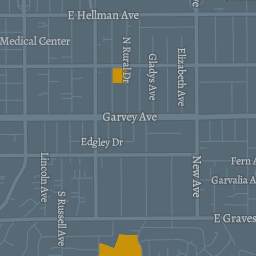 E Hellman Ave
Medical Center
N Rural Dr
Gladys Ave
Elizabeth Ave
Garvey Ave
Edgley Dr
Lincoln Ave
S Russell Ave
New Ave
Fern A
Garvalia A
E Graves